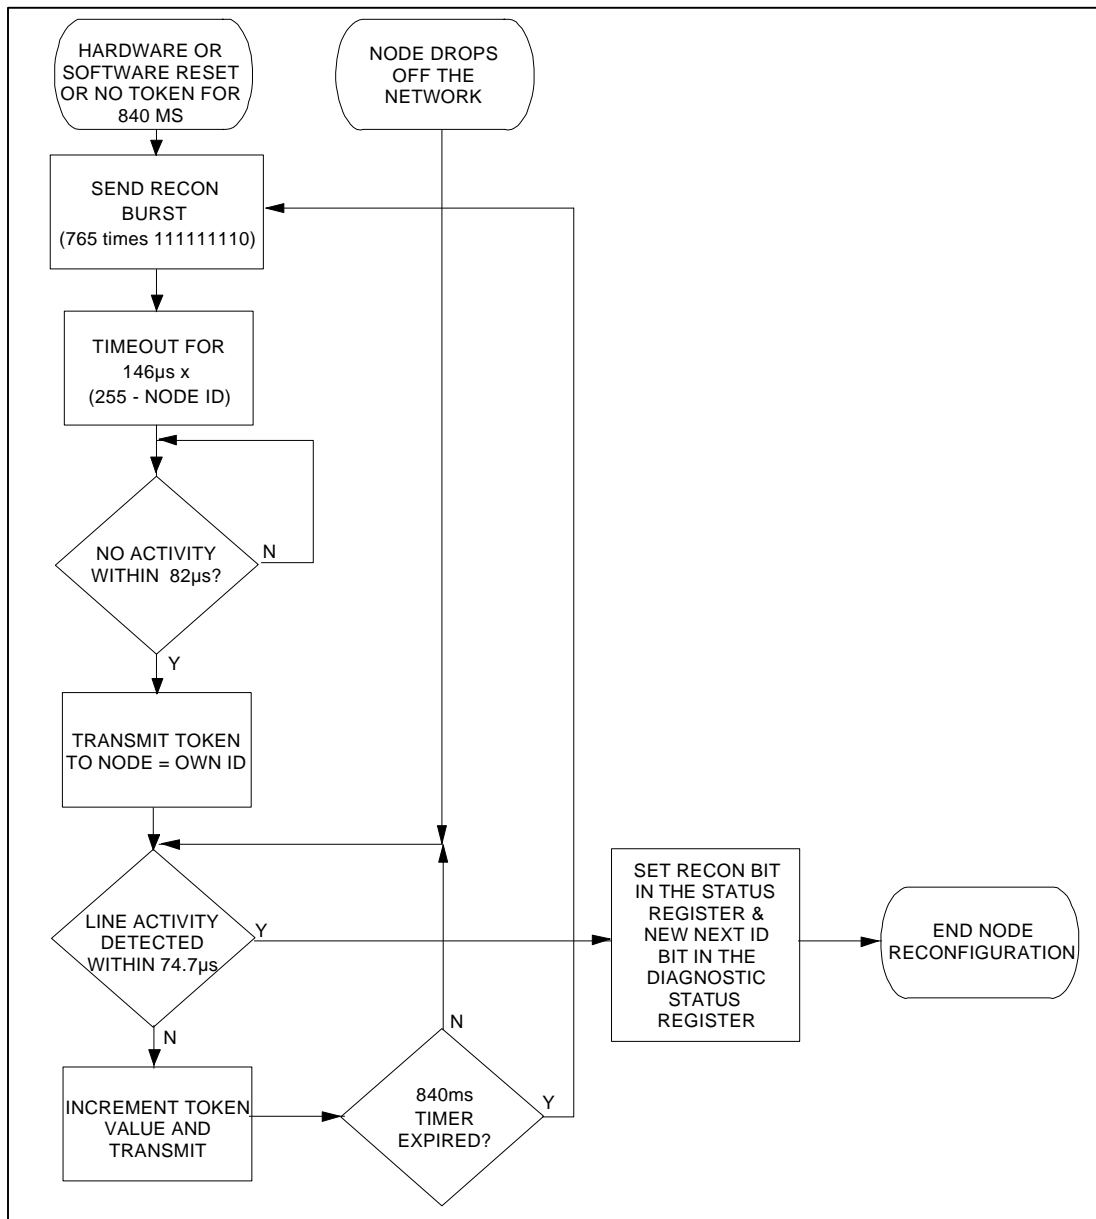 HARDWARE OR
SOFTWARE RESET
OR NO TOKEN FOR
840 MS
NODE DROPS
OFF THE
NETWORK
SEND RECON
BURST
(765 times 111111110)
TIMEOUT FOR
146µs x
(255 - NODE ID)
NO ACTIVITY
WITHIN 82µs?
N
Y
TRANSMIT TOKEN
TO NODE = OWN ID
LINE ACTIVITY
DETECTED
WITHIN 74.7µs
Y
N
SET RECON BIT
IN THE STATUS
REGISTER &
NEW NEXT ID
BIT IN THE
DIAGNOSTIC
STATUS
REGISTER
END NODE
RECONFIGURATION
INCREMENT TOKEN
VALUE AND
TRANSMIT
840ms
TIMER
EXPIRED?
N
Y